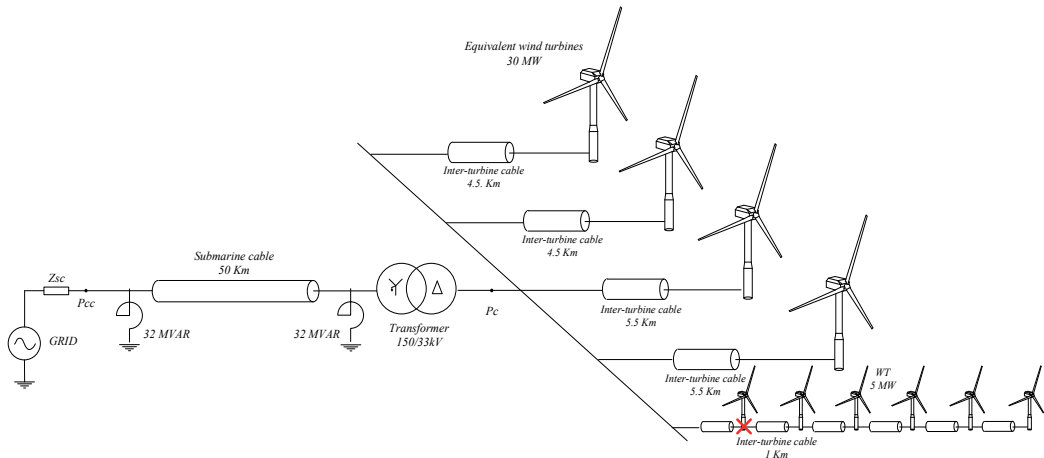 Equivalent wind turbines
30 MW
Inter-turbine cable
4.5. Km
Inter-turbine cable
4.5 Km
Submarine cable
50 Km
Zsc
Pcc
32 MVAR
32 MVAR
GRID
Transformer
150/33kV
Δ
Pc
Inter-turbine cable
5.5 Km
Inter-turbine cable
5.5 Km
WT
5 MW
Inter-turbine cable
1 Km